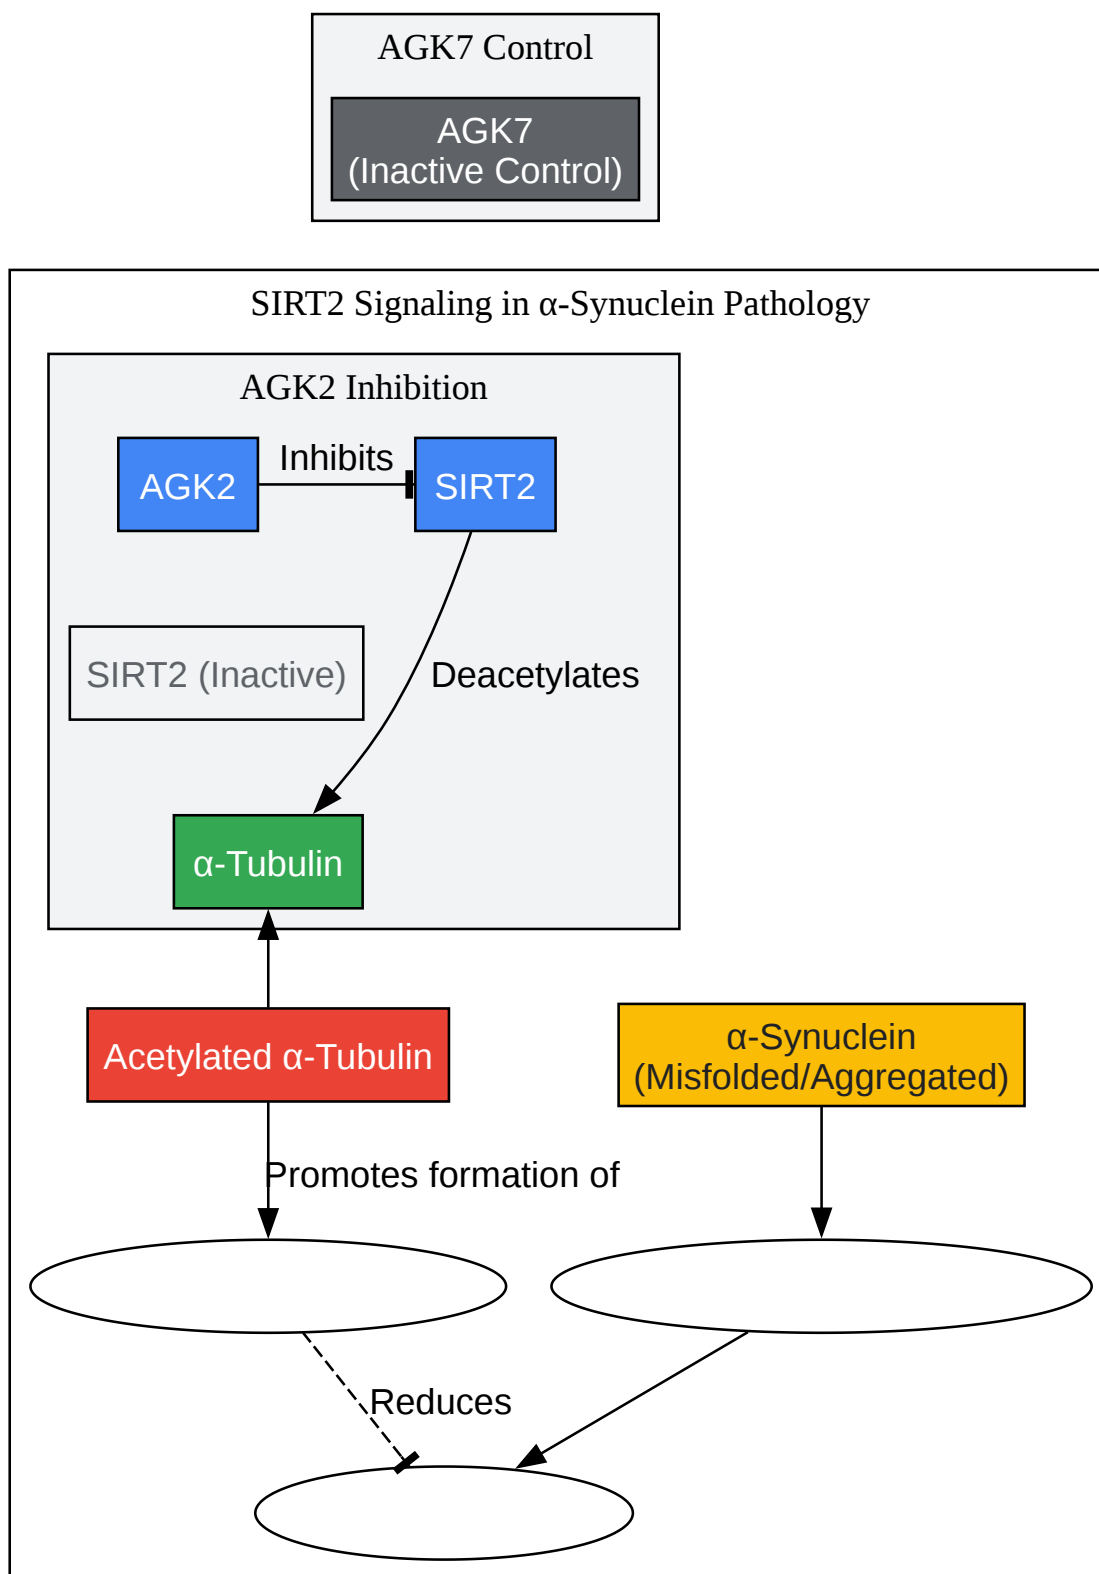 AGK7 Control
AGK7
(Inactive Control)
SIRT2 Signaling in α-Synuclein Pathology
AGK2 Inhibition
AGK2
Inhibits
SIRT2
SIRT2 (Inactive)
Deacetylates
α-Tubulin
Acetylated α-Tubulin
α-Synuclein
(Misfolded/Aggregated)
Promotes formation of
Reduces